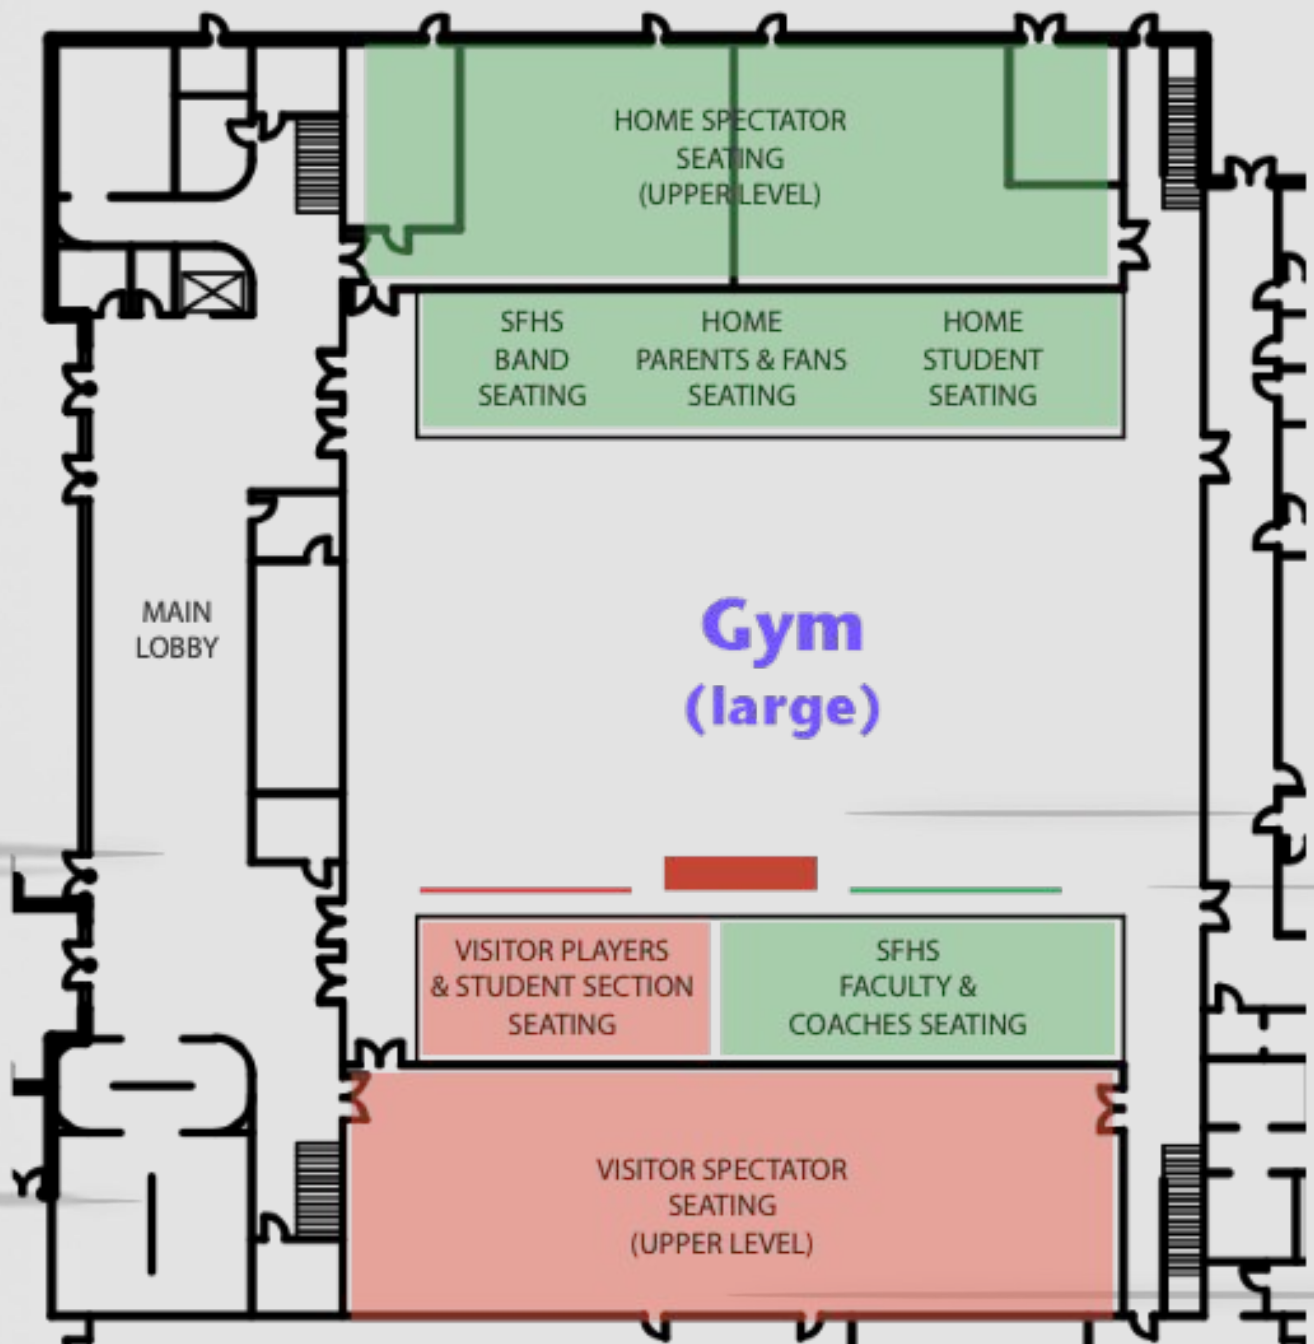 HOME SPECTATOR
SEATING
(UPPER LEVEL)
SFHS
BAND
SEATING
HOME
PARENTS & FANS
SEATING
HOME
STUDENT
SEATING
MAIN
LOBBY
Gym
(large)
VISITOR PLAYERS
& STUDENT SECTION
SEATING
SFHS
FACULTY &
COACHES SEATING
VISITOR SPECTATOR
SEATING
(UPPER LEVEL)